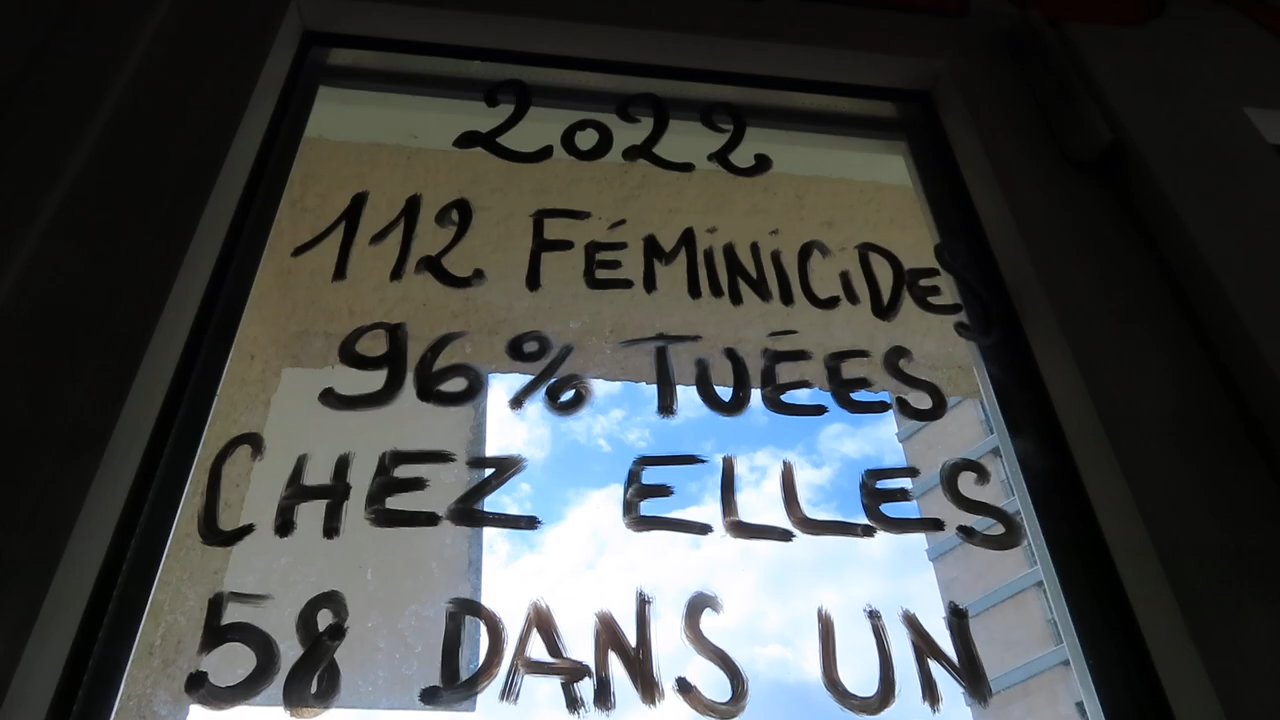 2022
112 FÉMINICIDES
96% TUÉES
CHEZ ELLES
58 DANS UN